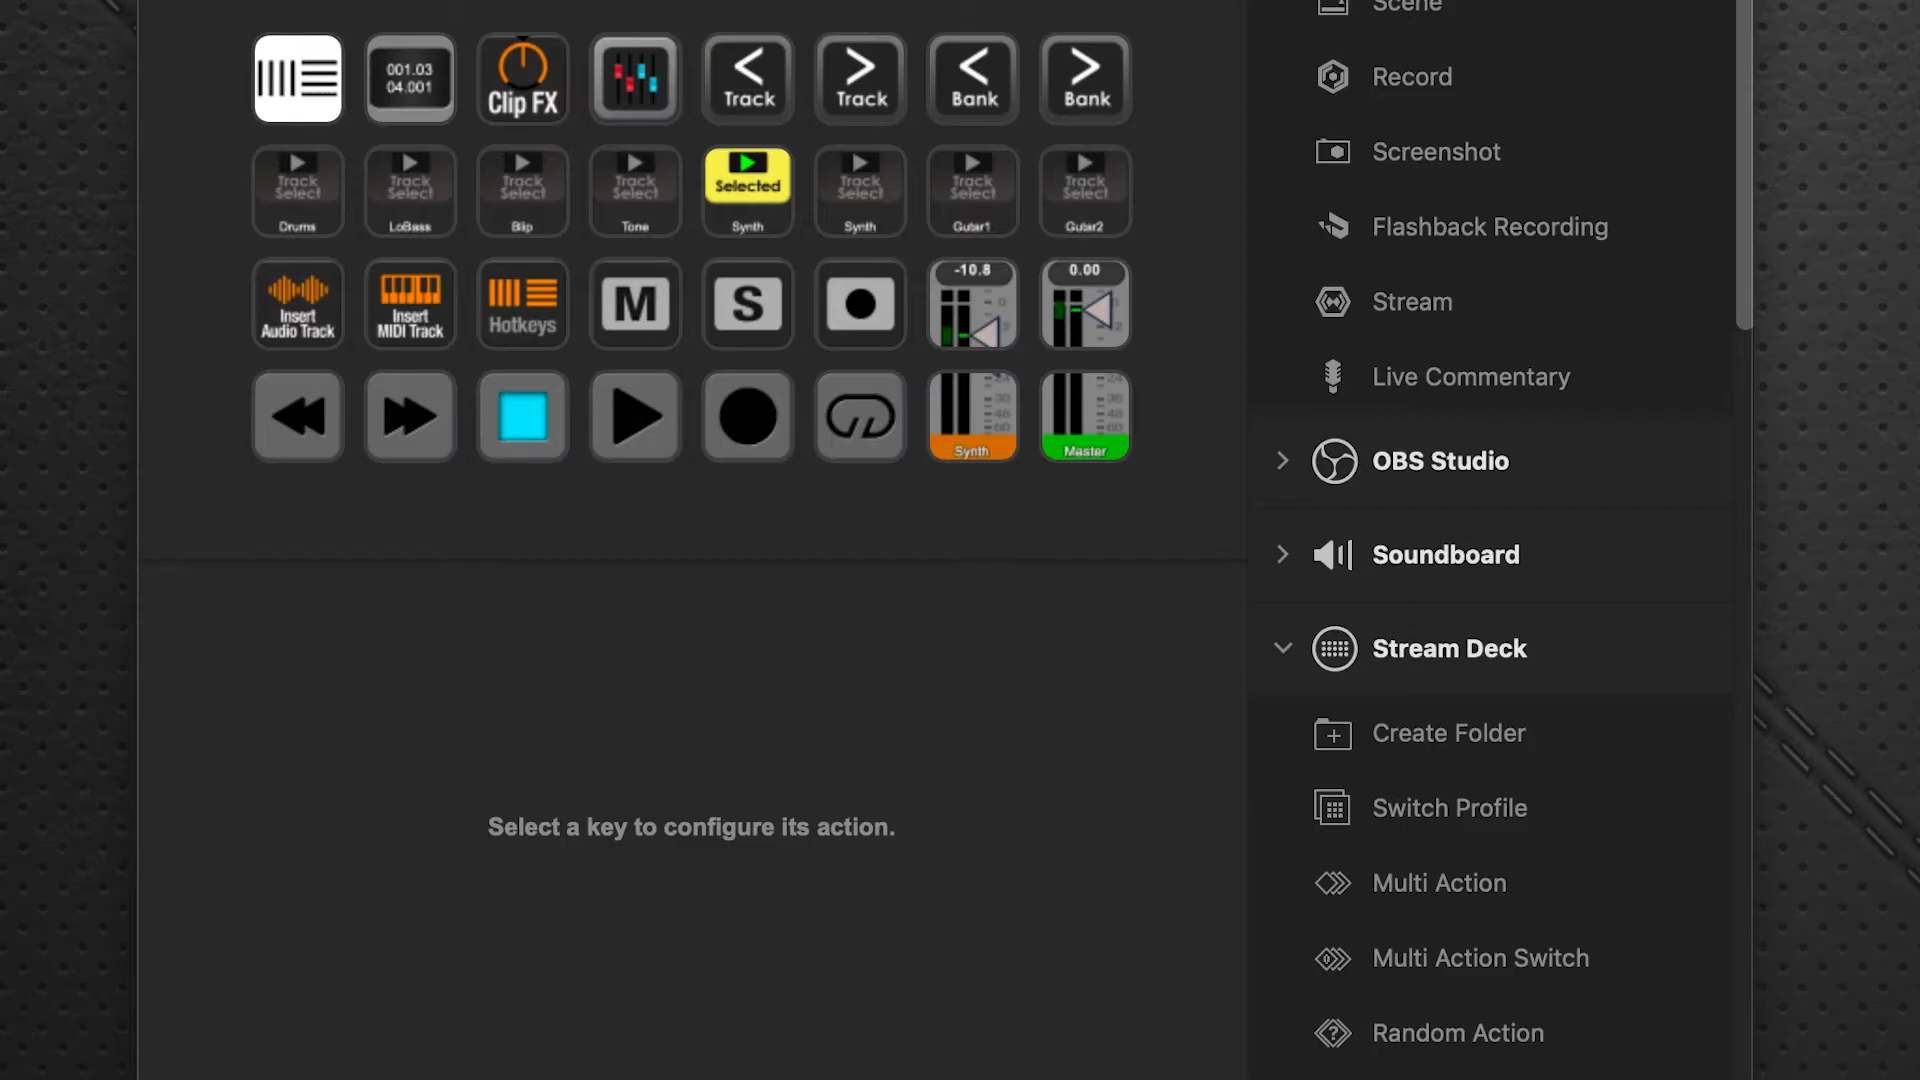 001.03
04.001
Clip FX
Track
Track
Bank
Bank
Track
Select
Drums
Track
Select
LoBass
Track
Select
Blip
Track
Select
Tone
Selected
Synth
Track
Select
Synth
Track
Select
Gutar1
Track
Select
Gutar2
Insert
Audio Track
Insert
MIDI Track
Hotkeys
M
S
-10.8
0.00
Synth
Master
Select a key to configure its action.
Scene
Record
Screenshot
Flashback Recording
Stream
Live Commentary
OBS Studio
Soundboard
Stream Deck
Create Folder
Switch Profile
Multi Action
Multi Action Switch
Random Action